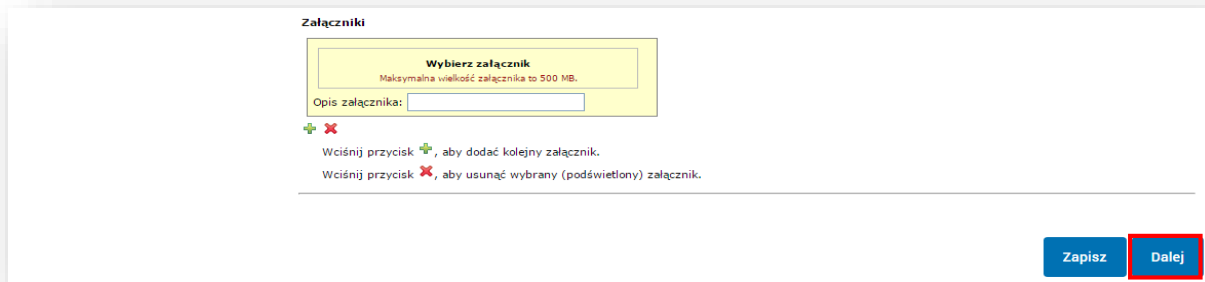 Załączniki
Wybierz załącznik
Maksymalna wielkość załącznika to 500 MB.
Opis załącznika:
Wciśnij przycisk , aby dodać kolejny załącznik.
Wciśnij przycisk , aby usunąć wybrany (podświetlony) załącznik.
Zapisz Dalej